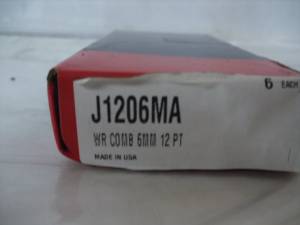 6 EACH
J1206MA
WR COMB 6MM 12 PT
MADE IN USA